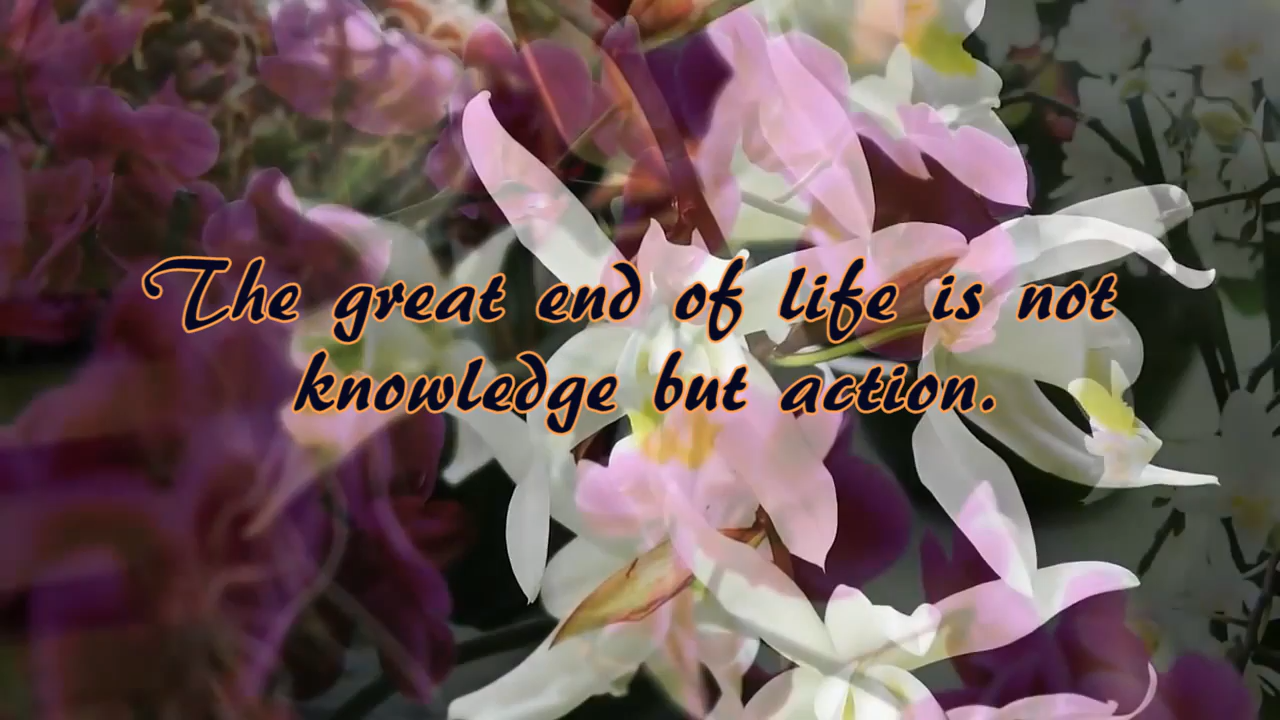 The great end of life is not
knowledge but action.